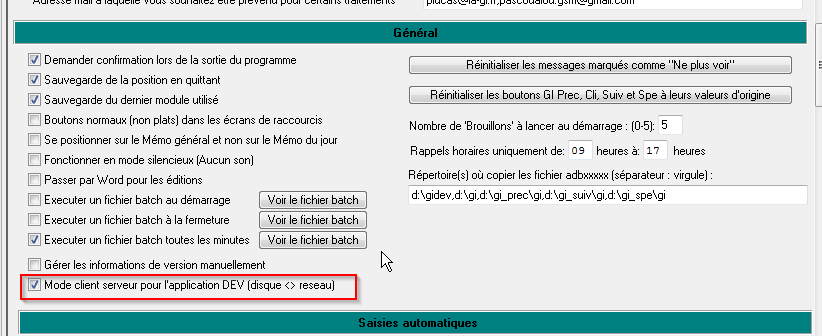 Adresse mail à laquelle vous souhaitez être prévenu pour certains traitements
Général
Demander confirmation lors de la sortie du programme
Sauvegarde de la position en quittant
Sauvegarde du dernier module utilisé
Boutons normaux (non plats) dans les écrans de raccourcis
Se positionner sur le Mémo général et non sur le Mémo du jour
Fonctionner en mode silencieux (Aucun son)
Passer par Word pour les éditions
Executer un fichier batch au démarrage Voir le fichier batch
Executer un fichier batch à la fermeture Voir le fichier batch
Executer un fichier batch toutes les minutes Voir le fichier batch
Gérer les informations de version manuellement
Mode client serveur pour l'application DEV (disque <> reseau)
Réinitialiser les messages marqués comme "Ne plus voir"
Réinitialiser les boutons GI Prec, Cli, Suiv et Spe à leurs valeurs d'origine
Nombre de 'Brouillons' à lancer au démarrage : (0-5): 5
Rappels horaires uniquement de: 09 heures à: 17 heures
Répertoire(s) où copier les fichier adbxxxxx (séparateur : virgule) :
d:\gidev,d:\gi,d:\gi_prec\gi,d:\gi_suiv\gi,d:\gi_spe\gi
Saisies automatiques